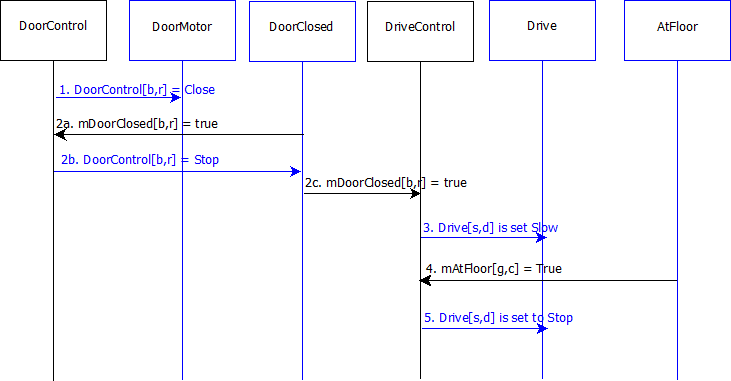 DoorControl
DoorMotor
DoorClosed
DriveControl
Drive
AtFloor
1. DoorControl[b,r] = Close
2a. mDoorClosed[b,r] = true
2b. DoorControl[b,r] = Stop
2c. mDoorClosed[b,r] = true
3. Drive[s,d] is set Slow
4. mAtFloor[g,c] = True
5. Drive[s,d] is set to Stop